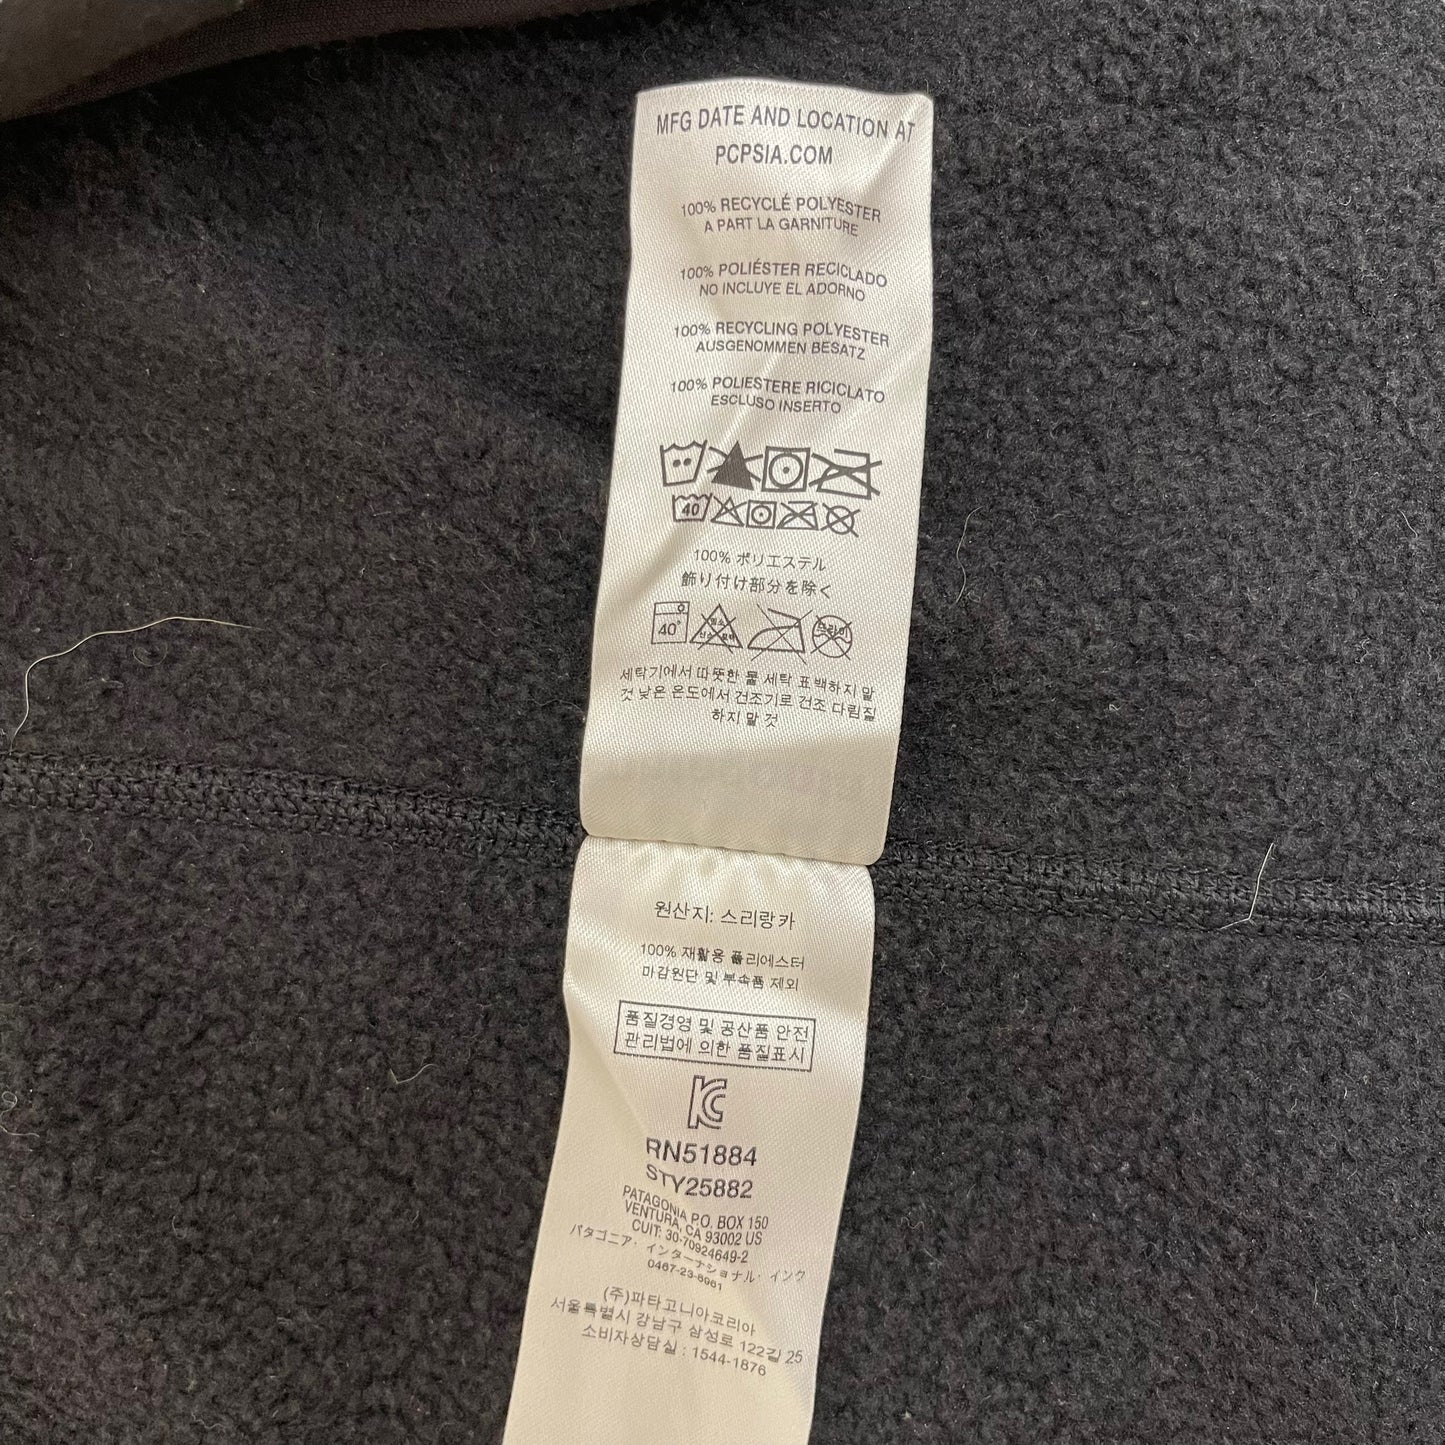 MFG DATE AND LOCATION AT
PCPSIA.COM
100% RECYCLÉ POLYESTER
A PART LA GARNITURE
100% POLIÉSTER RECICLADO
NO INCLUYE EL ADORNO
100% RECYCLING POLYESTER
AUSGENOMMEN BESATZ
100% POLIESTERE RICICLATO
ESCLUSO INSERTO
40
100% ポリエステル
飾り付け部分を除く
40°
세탁기에서 따뜻한 물 세탁 표백하지 말
것 낮은 온도에서 건조기로 건조 다림질
하지 말 것
원산지: 스리랑카
100% 재활용 폴리에스터
마감원단 및 부속품 제외
품질경영 및 공산품 안전
관리법에 의한 품질표시
RN51884
STY25882
PATAGONIA P.O. BOX 150
VENTURA, CA 93002 US
CUIT: 30-70924649-2
パタゴニア・インターナショナル・インク
0467-23-8961
(주)파타고니아코리아
서울특별시 강남구 삼성로 122길 25
소비자상담실 : 1544-1876